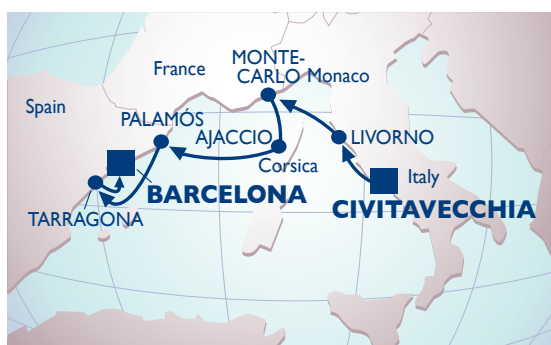 MONTE-
CARLO Monaco
France
Spain
PALAMÓS
AJACCIO
LIVORNO
Corsica
Italy
BARCELONA
CIVITAVECCHIA
TARRAGONA